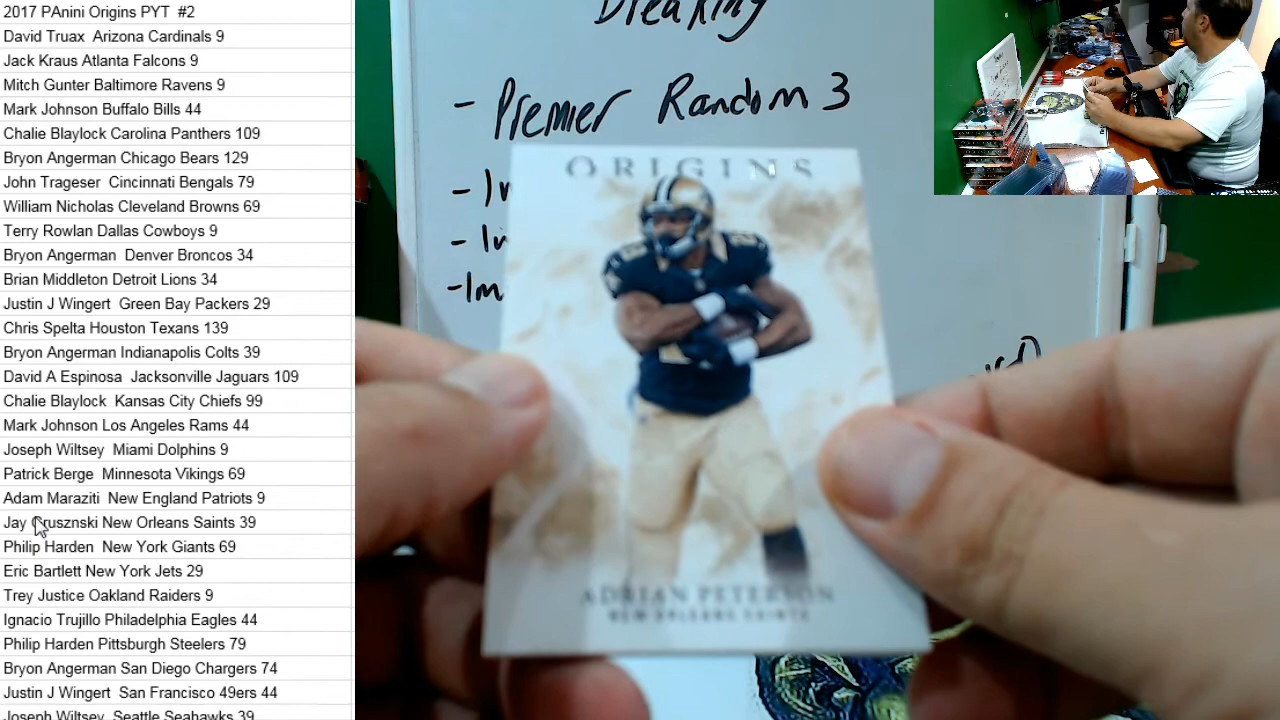 2017 PAnini Origins PYT #2
David Truax Arizona Cardinals 9
Jack Kraus Atlanta Falcons 9
Mitch Gunter Baltimore Ravens 9
Mark Johnson Buffalo Bills 44
Chalie Blaylock Carolina Panthers 109
Bryon Angerman Chicago Bears 129
John Trageser Cincinnati Bengals 79
William Nicholas Cleveland Browns 69
Terry Rowlan Dallas Cowboys 9
Bryon Angerman Denver Broncos 34
Brian Middleton Detroit Lions 34
Justin J Wingert Green Bay Packers 29
Chris Spelta Houston Texans 139
Bryon Angerman Indianapolis Colts 39
David A Espinosa Jacksonville Jaguars 109
Chalie Blaylock Kansas City Chiefs 99
Mark Johnson Los Angeles Rams 44
Joseph Wiltsey Miami Dolphins 9
Patrick Berge Minnesota Vikings 69
Adam Maraziti New England Patriots 9
Jay New Orleans Saints 39
Philip Harden New York Giants 69
Eric Bartlett New York Jets 29
Trey Justice Oakland Raiders 9
Ignacio Trujillo Philadelphia Eagles 44
Philip Harden Pittsburgh Steelers 79
Bryon Angerman San Diego Chargers 74
Justin J Wingert San Francisco 49ers 44
Joseph Wiltsey Seattle Seahawks 39
Breaking
- Premier Random 3
ORIGINS
ADRIAN PETERSON
NEW ORLEANS SAINTS